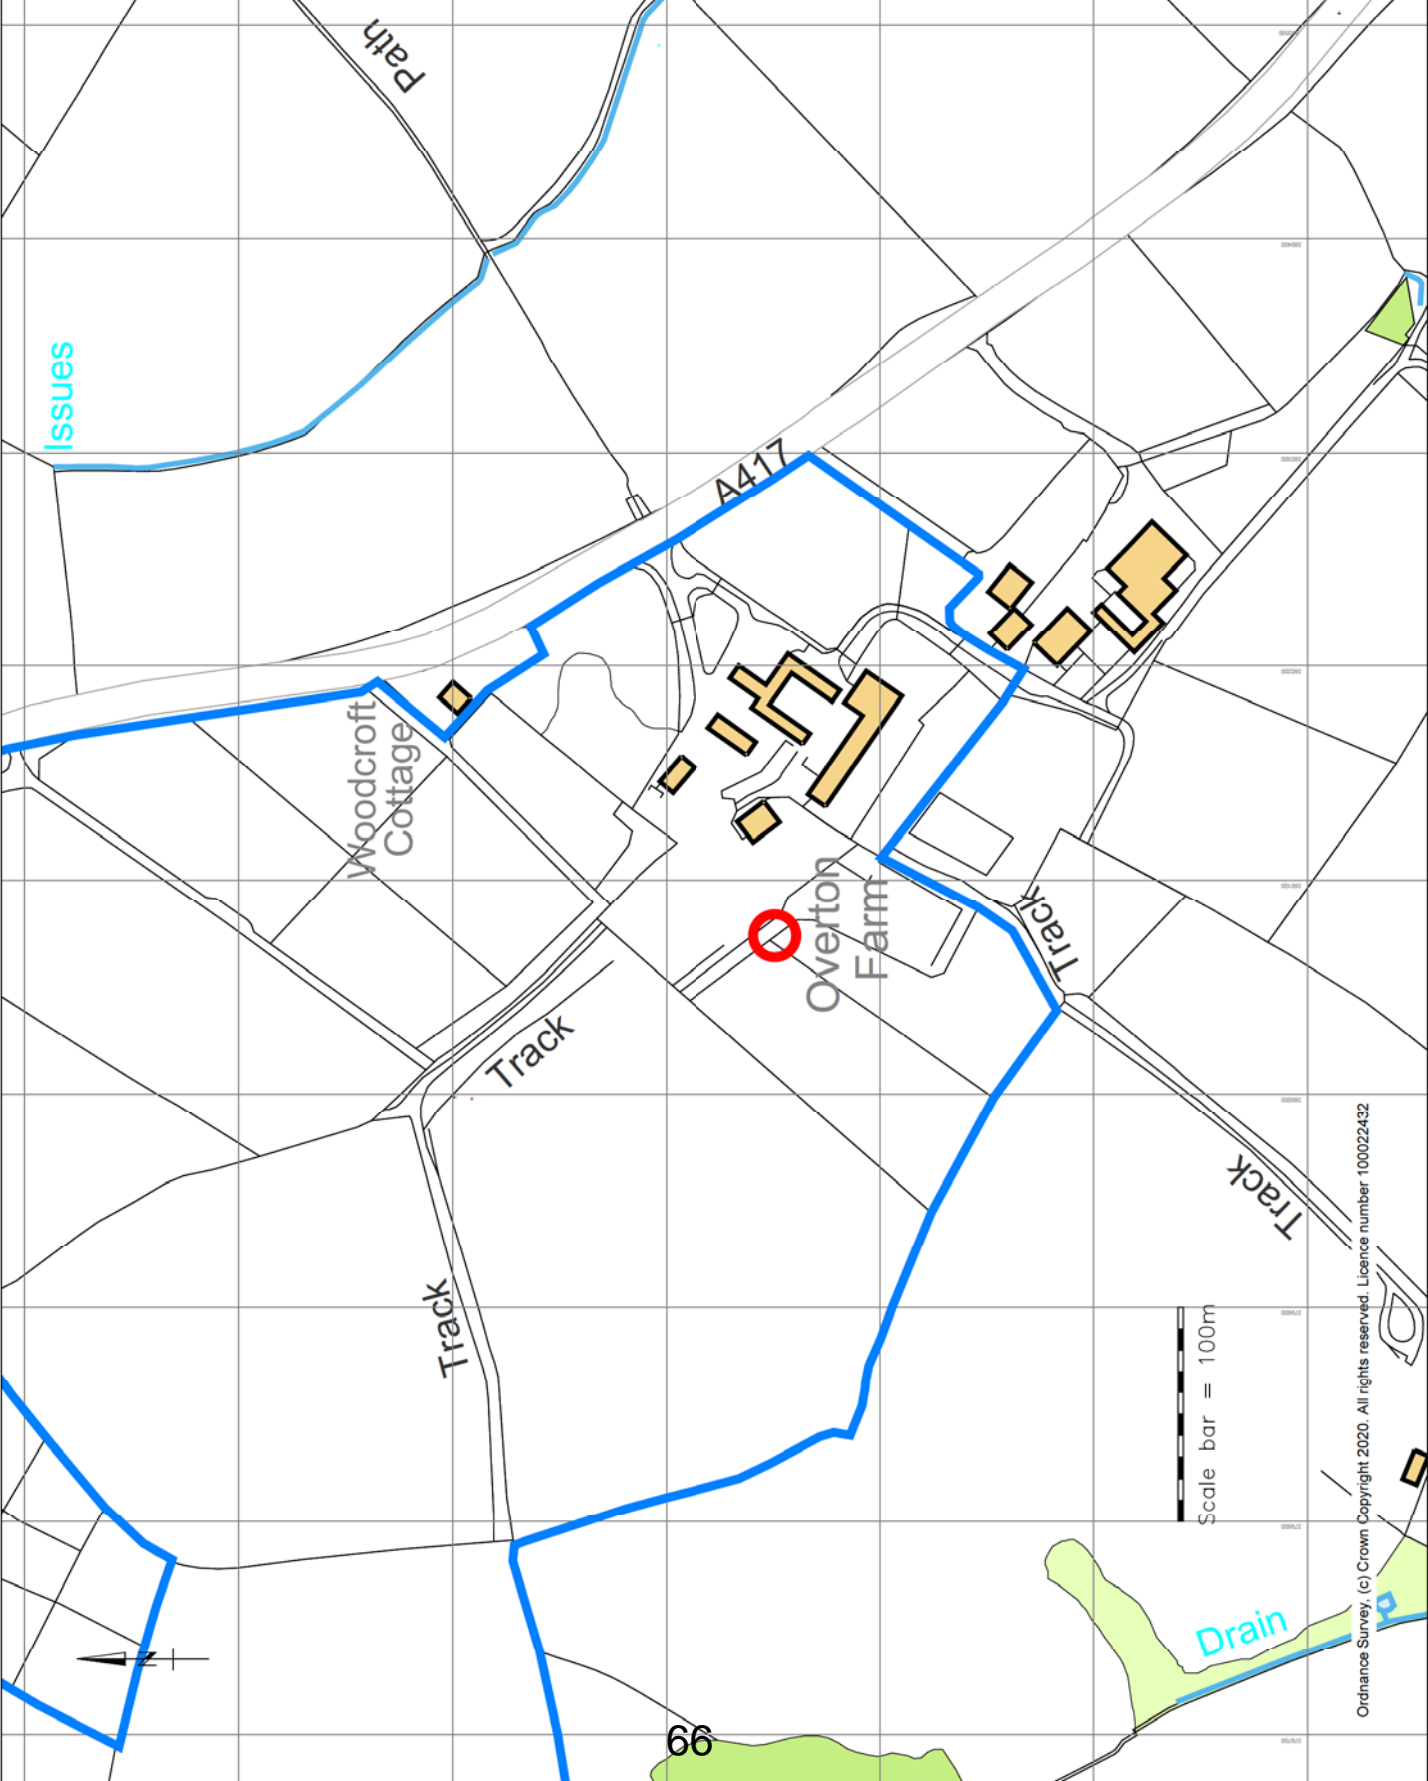 Path
Issues
A417
Woodcroft
Cottage
Overton
Farm
Track
Track
Track
Track
Scale bar = 100m
Ordnance Survey, (c) Crown Copyright 2020. All rights reserved. Licence number 100022432
Drain
N
66